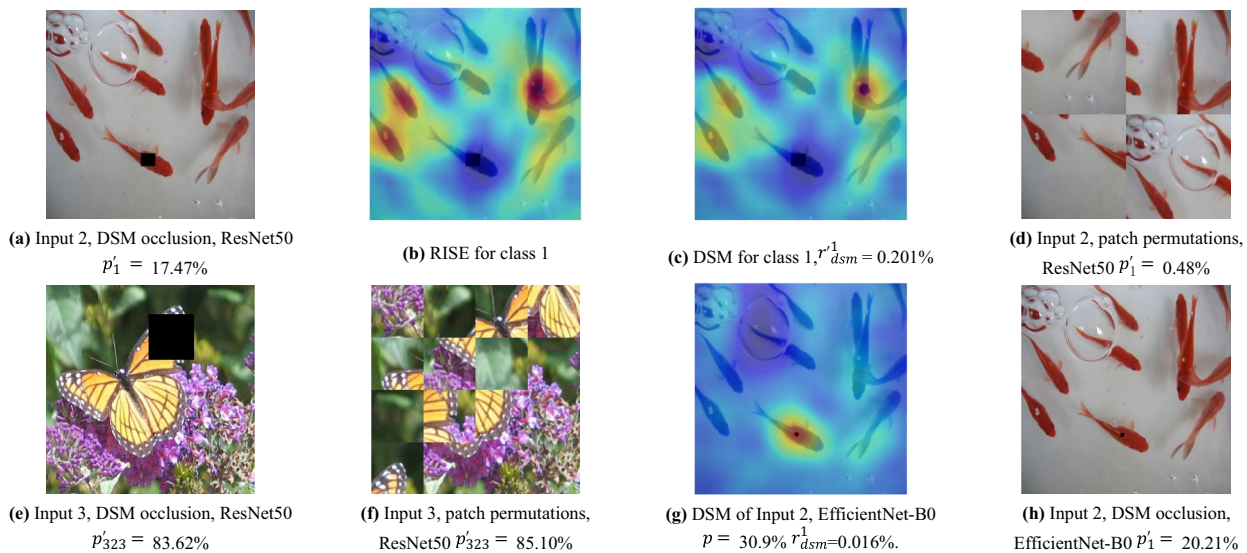 (a) Input 2, DSM occlusion, ResNet50
p′₁ = 17.47%
(b) RISE for class 1
(c) DSM for class 1,r′¹dsm = 0.201%
(d) Input 2, patch permutations,
ResNet50 p′₁ = 0.48%
(e) Input 3, DSM occlusion, ResNet50
p′₃₂₃ = 83.62%
(f) Input 3, patch permutations,
ResNet50 p′₃₂₃ = 85.10%
(g) DSM of Input 2, EfficientNet-B0
p = 30.9% r¹dsm=0.016%.
(h) Input 2, DSM occlusion,
EfficientNet-B0 p′₁ = 20.21%